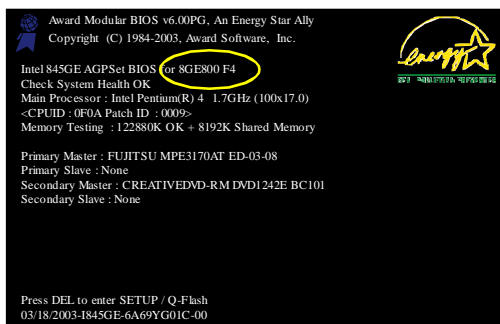 Award Modular BIOS v6.00PG, An Energy Star Ally
Copyright (C) 1984-2003, Award Software, Inc.
energy
Intel 845GE AGPSet BIOS for 8GE800 F4
Check System Health OK
Main Processor : Intel Pentium(R) 4 1.7GHz (100x17.0)
<CPUID : 0F0A Patch ID : 0009>
Memory Testing : 122880K OK + 8192K Shared Memory
Primary Master : FUJITSU MPE3170AT ED-03-08
Primary Slave : None
Secondary Master : CREATIVEDVD-RM DVD1242E BC101
Secondary Slave : None
Press DEL to enter SETUP / Q-Flash
03/18/2003-I845GE-6A69YG01C-00